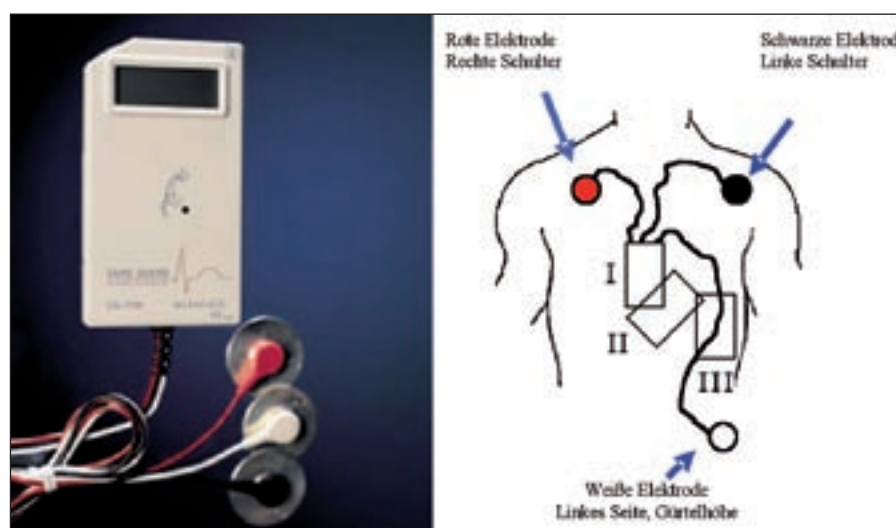 Rote Elektrode
Rechte Schulter
Schwarze Elektrod
Linke Schulter
I
II
III
Weiße Elektrode
Linkes Seite, Gürtelhöhe